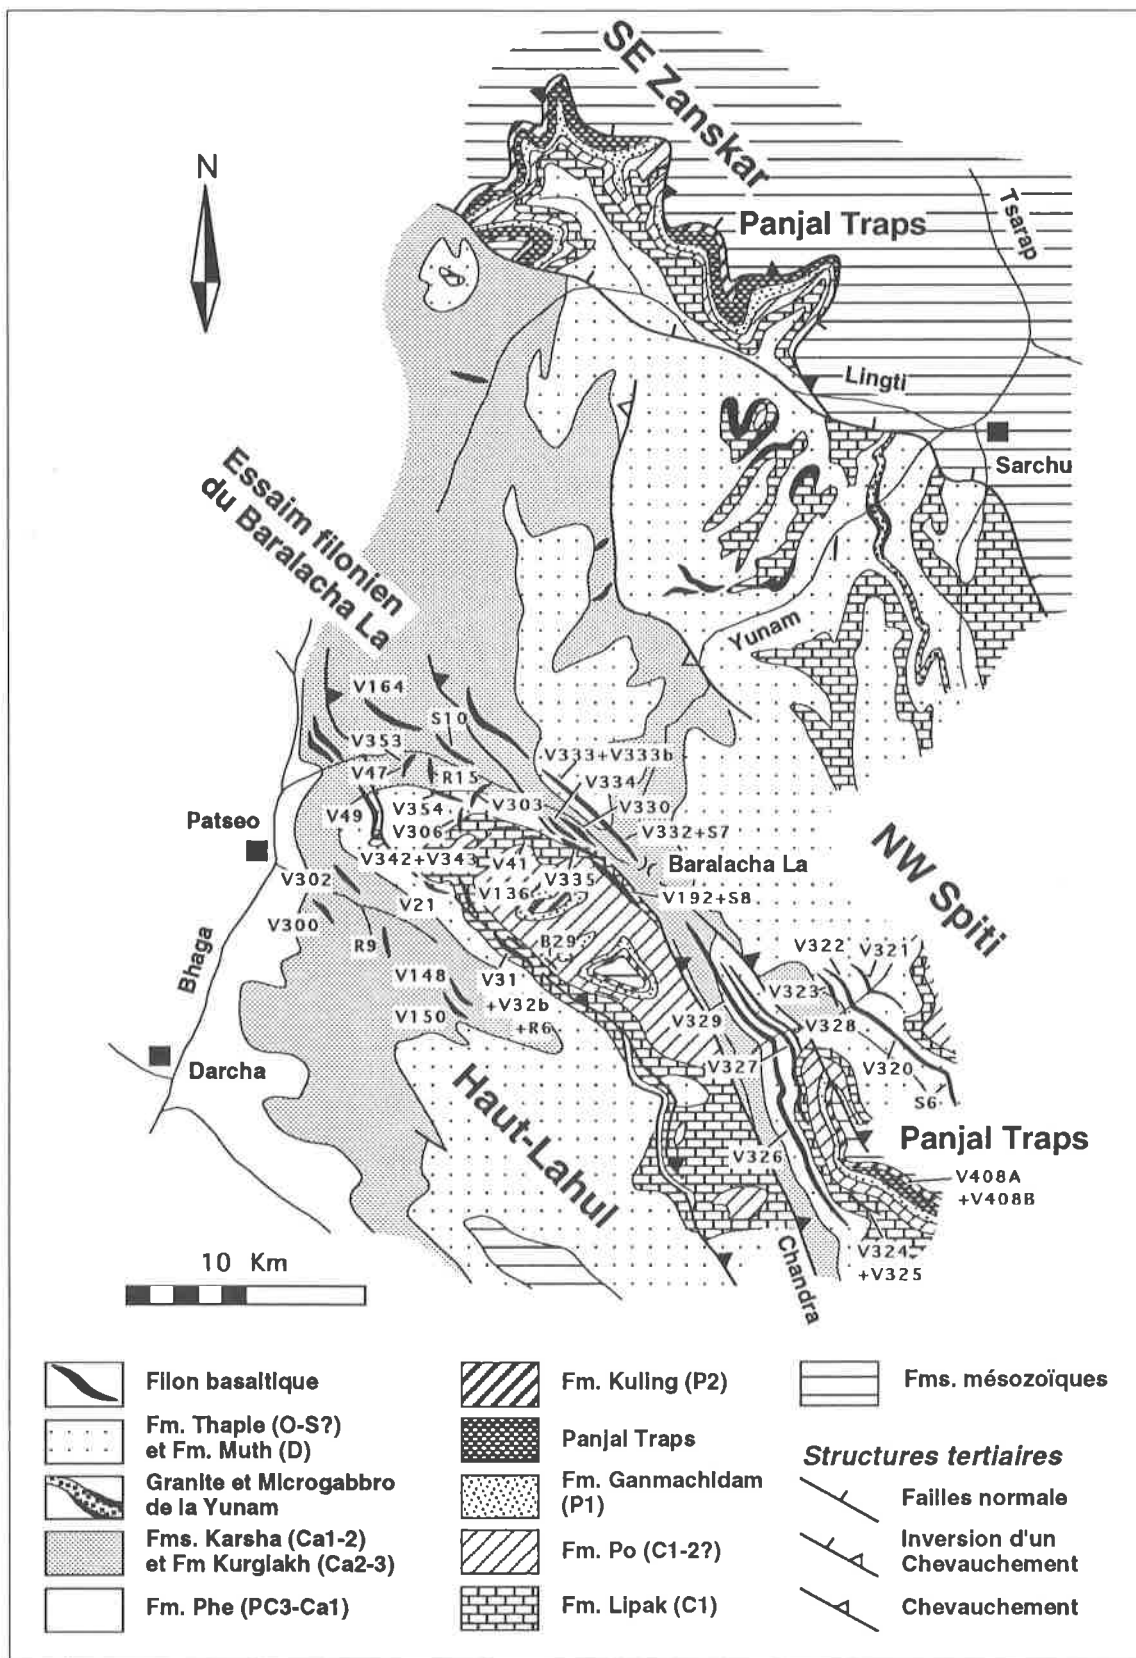 SE Zanskar
N
Panjal Traps
Tsarap
Lingti
Sarchu
Essaim filonien
du Baralacha La
Yunam
V164
S10
V353
V333+V333b
V47
R15
V334
V49
V354
V303
V330
Patseo
V306
V332+S7
V342+V343
V41
Baralacha La
NW Spiti
V302
V136
V335
V21
V192+S8
V300
R9
B29
V322
V321
Bhaga
V148
V31
V323
V150
+V32b
V329
V328
+R6
Darcha
V327
V320
Haut-Lahul
S6
Panjal Traps
V326
V408A
+V408B
10 Km
Chandra
V324
+V325
Filon basaltique
Fm. Kuling (P2)
Fms. mésozoïques
Fm. Thaple (O-S?)
et Fm. Muth (D)
Panjal Traps
Structures tertiaires
Granite et Microgabbro
de la Yunam
Fm. Ganmachidam
(P1)
Failles normale
Fms. Karsha (Ca1-2)
et Fm Kurgiakh (Ca2-3)
Fm. Po (C1-2?)
Inversion d'un
Chevauchement
Fm. Phe (PC3-Ca1)
Fm. Lipak (C1)
Chevauchement